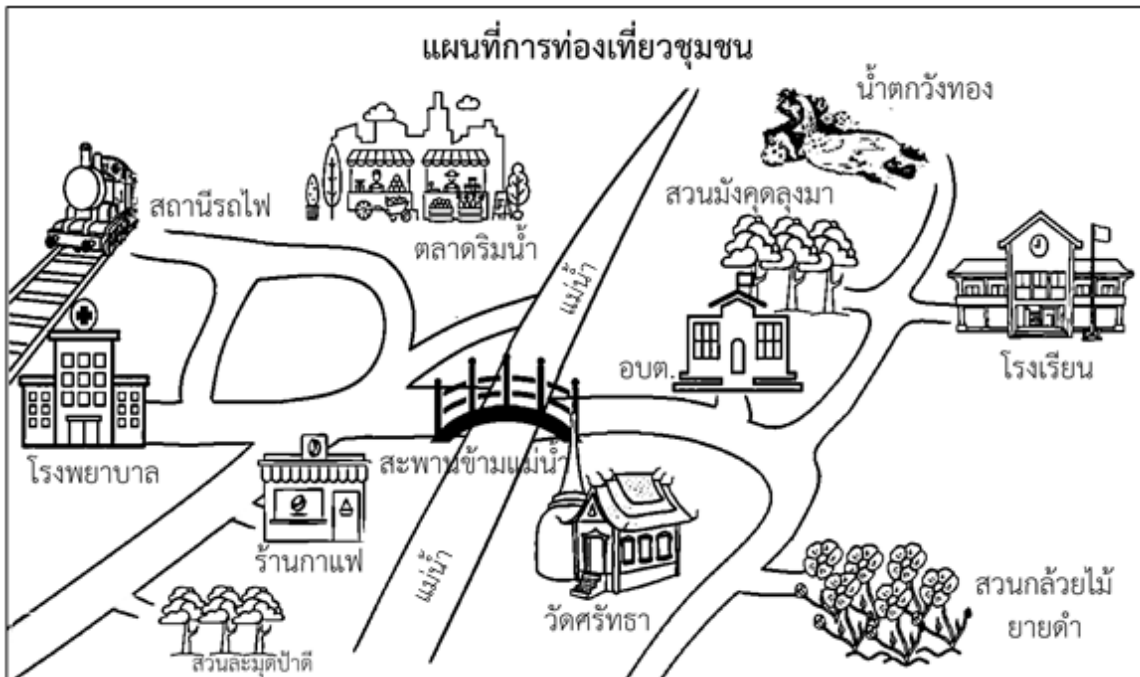 แผนที่การท่องเที่ยวชุมชน
น้ำตกวังทอง
สถานีรถไฟ
สวนมังคุดลุงมา
ตลาดริมน้ำ
แม่น้ำ
อบต.
โรงเรียน
โรงพยาบาล
สะพานข้ามแม่น้ำ
ร้านกาแฟ
แม่น้ำ
วัดศรัทธา
สวนกล้วยไม้
ยายดำ
สวนละมุดป้าดี